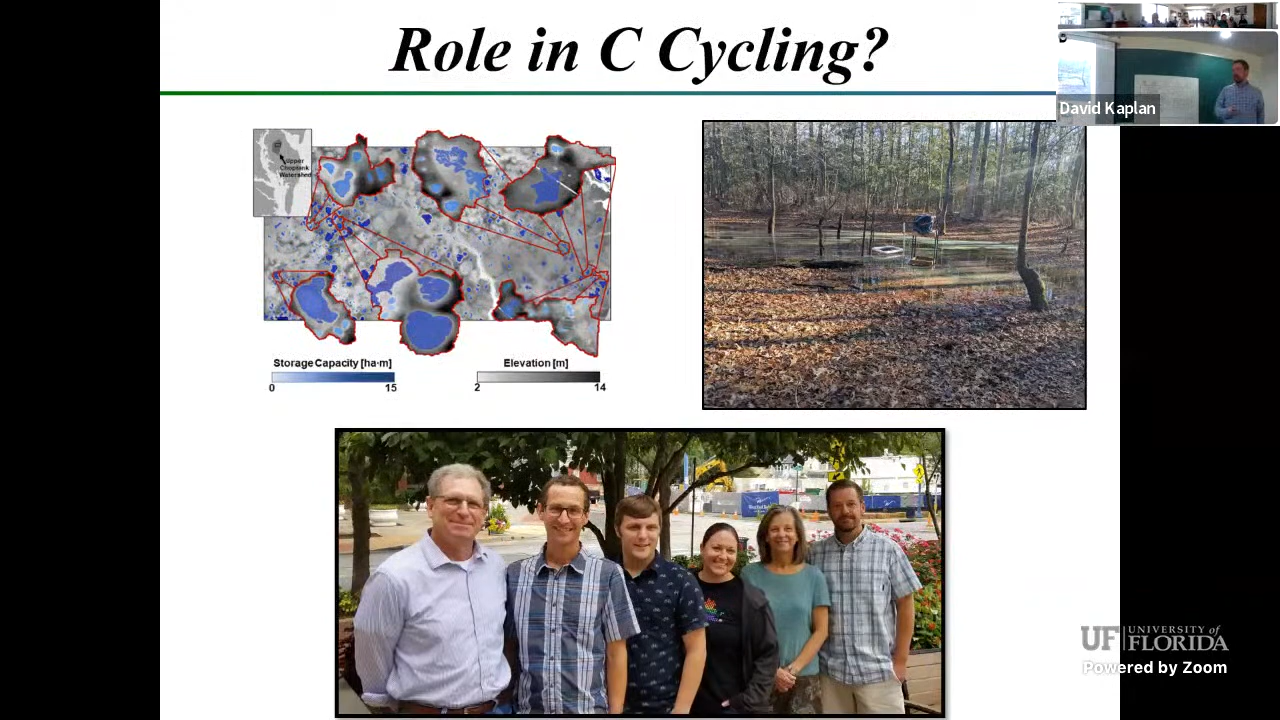 Role in C Cycling?
David Kaplan
Upper
Choptank
Watershed
Storage Capacity [ha·m]
0 15
Elevation [m]
2 14
UF UNIVERSITY of
FLORIDA
Powered by Zoom